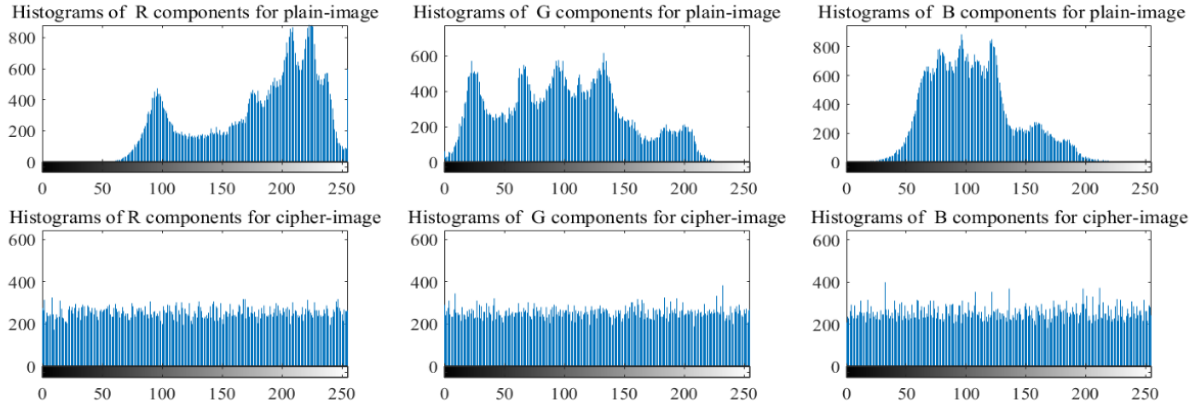 Histograms of R components for plain-image
Histograms of G components for plain-image
Histograms of B components for plain-image
800
600
400
200
0
0 50 100 150 200 250
600
400
200
0
0 50 100 150 200 250
800
600
400
200
0
0 50 100 150 200 250
Histograms of R components for cipher-image
Histograms of G components for cipher-image
Histograms of B components for cipher-image
600
400
200
0
0 50 100 150 200 250
600
400
200
0
0 50 100 150 200 250
600
400
200
0
0 50 100 150 200 250